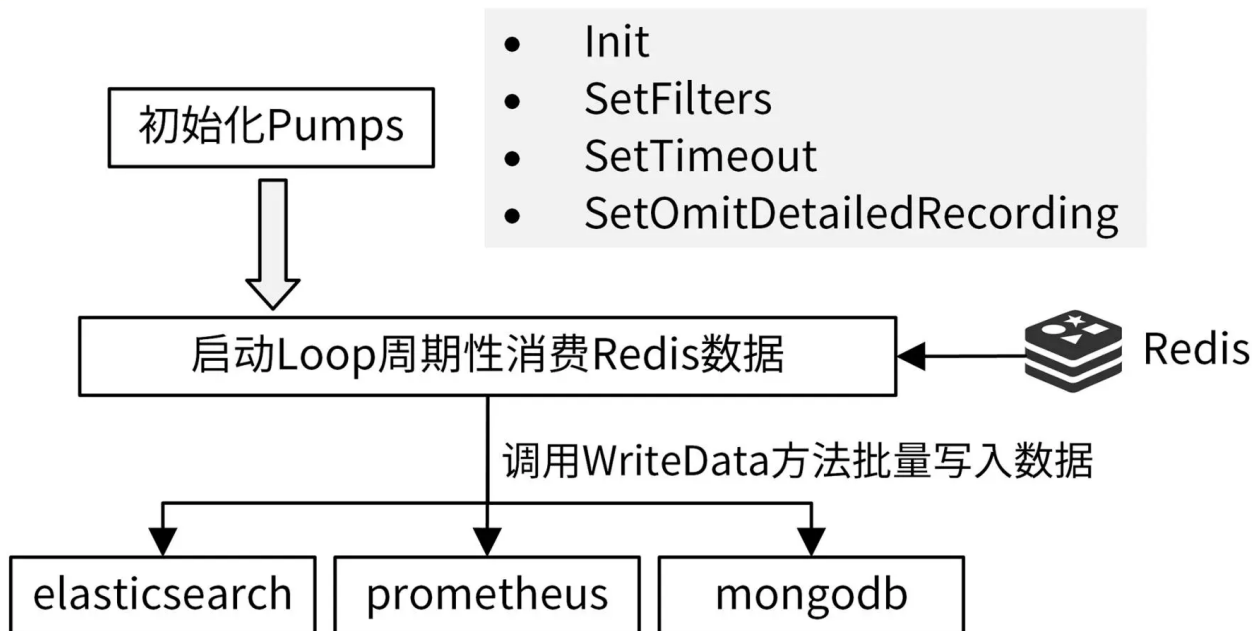 初始化Pumps
• Init
• SetFilters
• SetTimeout
• SetOmitDetailedRecording
启动Loop周期性消费Redis数据
Redis
调用WriteData方法批量写入数据
elasticsearch
prometheus
mongodb